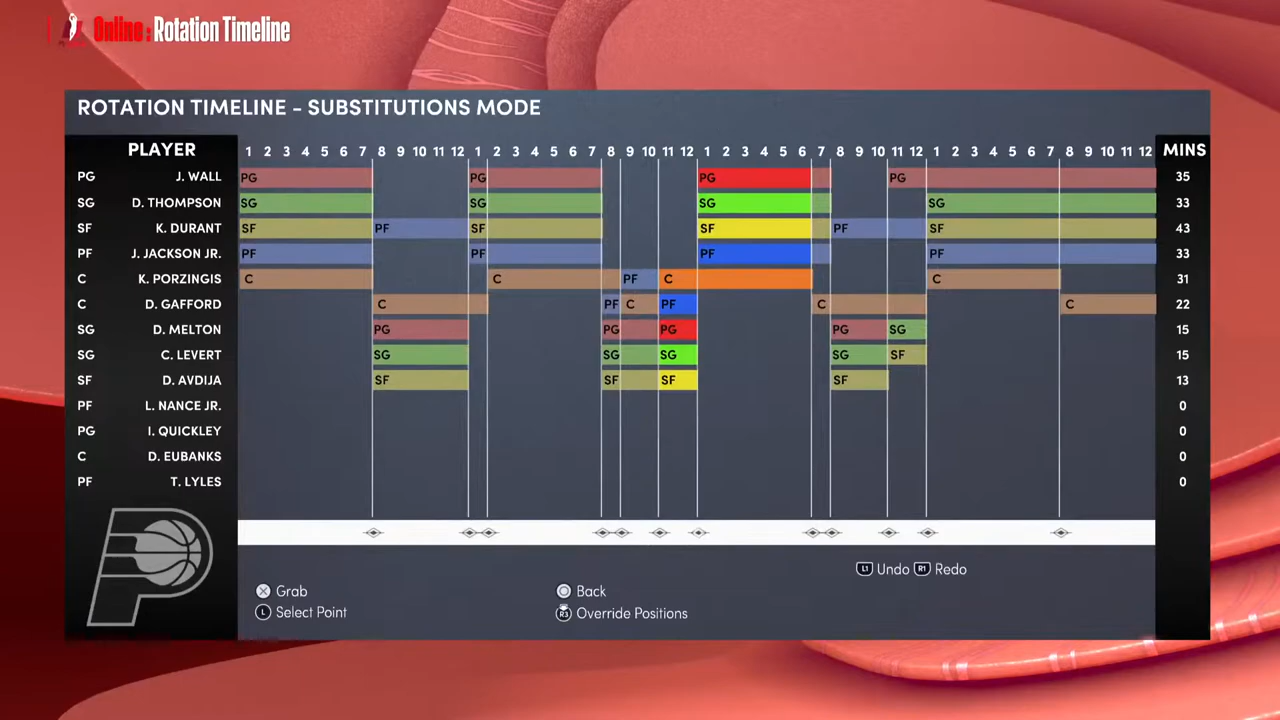 Online : Rotation Timeline
ROTATION TIMELINE - SUBSTITUTIONS MODE
PLAYER 1 2 3 4 5 6 7 8 9 10 11 12 1 2 3 4 5 6 7 8 9 10 11 12 1 2 3 4 5 6 7 8 9 10 11 12 1 2 3 4 5 6 7 8 9 10 11 12 MINS
PG J. WALL PG PG PG PG 35
SG D. THOMPSON SG SG SG SG 33
SF K. DURANT SF PF SF SF PF SF 43
PF J. JACKSON JR. PF PF PF PF 33
C K. PORZINGIS C C PF C C 31
C D. GAFFORD C PF C PF C C 22
SG D. MELTON PG PG PG PG SG 15
SG C. LEVERT SG SG SG SG SF 15
SF D. AVDIJA SF SF SF SF 13
PF L. NANCE JR. 0
PG I. QUICKLEY 0
C D. EUBANKS 0
PF T. LYLES 0
L1 Undo R1 Redo
Grab Back
L Select Point R3 Override Positions